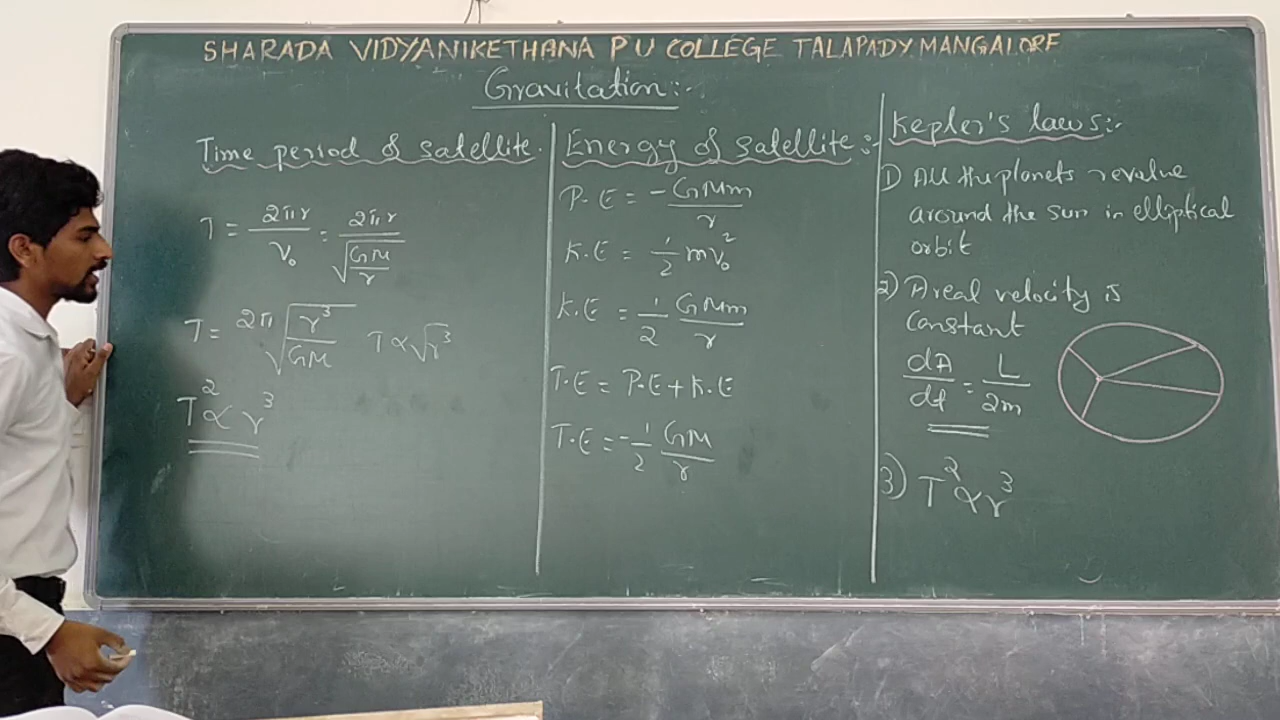 SHARADA VIDYANIKETHANA P U COLLEGE TALAPADY MANGALORE
Gravitation:-
Time period of satellite.
T = 2πr / v₀ = 2πr / √(GM/r)
T = 2π √(r³/GM) T ∝ √r³
T² ∝ r³
Energy of satellite:-
P.E = -GMm / r
K.E = 1/2 mv₀²
K.E = 1/2 GMm / r
T.E = P.E + K.E
T.E = -1/2 GM / r
Kepler's laws:-
1) All the planets revolue
around the sun in elliptical
orbit
2) Areal velocity is
constant
dA/dt = L/2m
3) T² ∝ r³